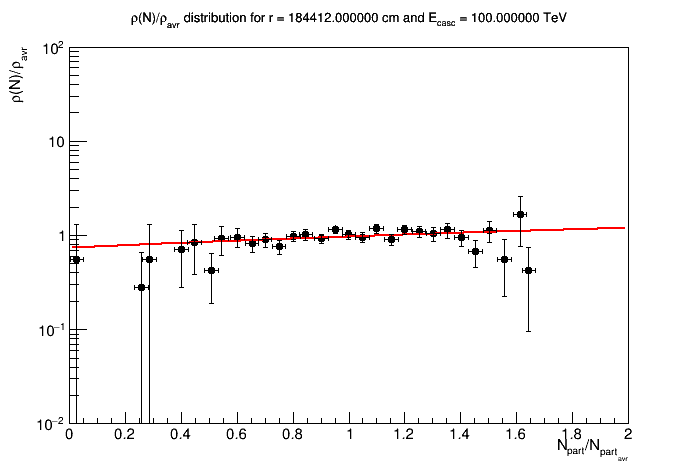 ρ(N)/ρavr distribution for r = 184412.000000 cm and Ecasc = 100.000000 TeV
ρ(N)/ρavr
10²
10
1
10⁻¹
10⁻²
0 0.2 0.4 0.6 0.8 1 1.2 1.4 1.6 1.8 2
Npart/Npartavr